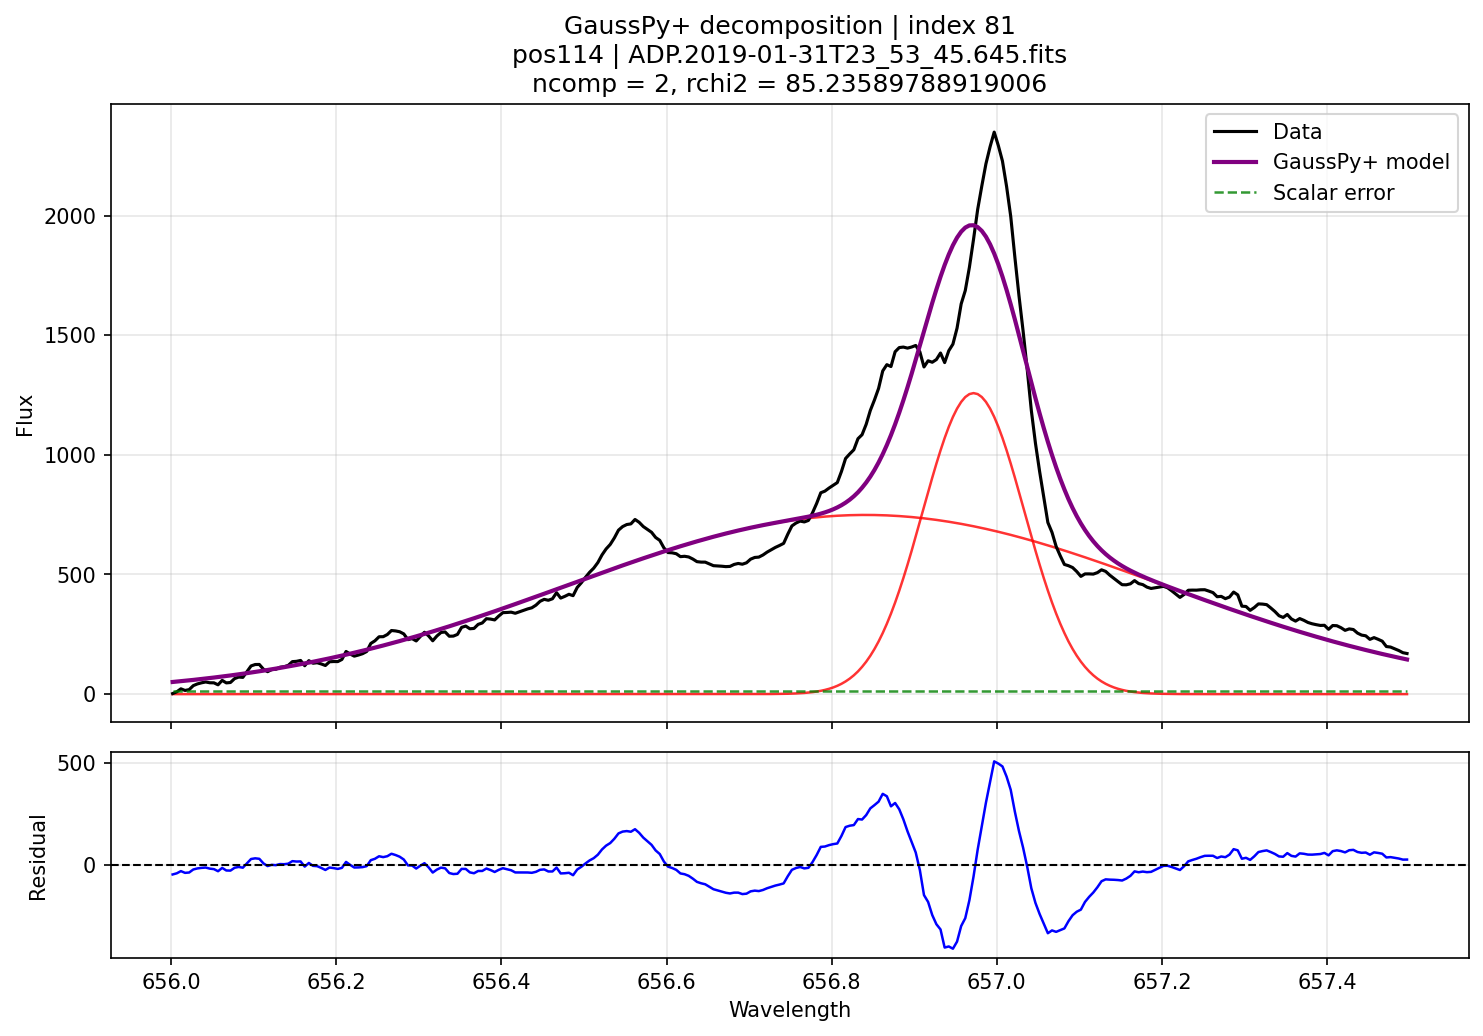 GaussPy+ decomposition | index 81
pos114 | ADP.2019-01-31T23_53_45.645.fits
ncomp = 2, rchi2 = 85.23589788919006
Data
GaussPy+ model
Scalar error
Flux
2000
1500
1000
500
0
Residual
500
0
656.0
656.2
656.4
656.6
656.8
657.0
657.2
657.4
Wavelength